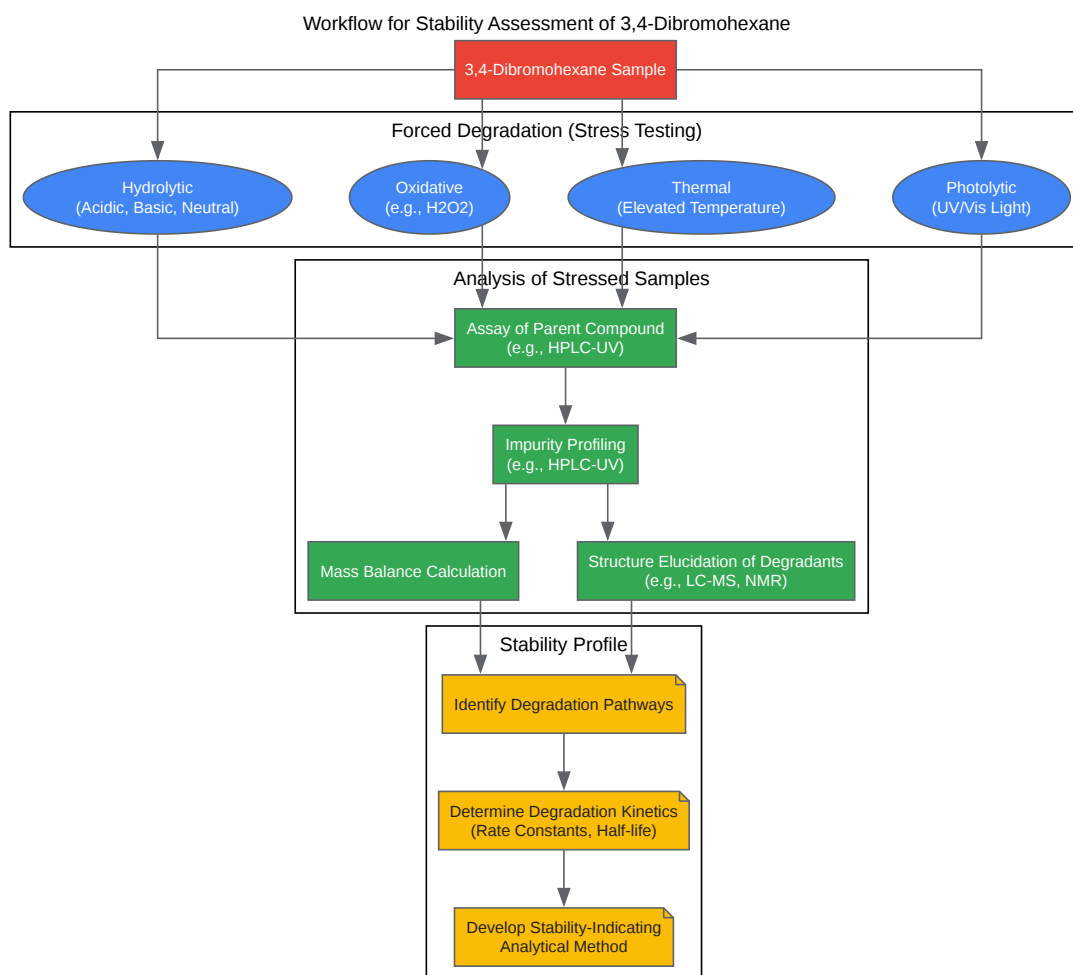 Workflow for Stability Assessment of 3,4-Dibromohexane
3,4-Dibromohexane Sample
Forced Degradation (Stress Testing)
Hydrolytic
(Acidic, Basic, Neutral)
Oxidative
(e.g., H2O2)
Thermal
(Elevated Temperature)
Photolytic
(UV/Vis Light)
Analysis of Stressed Samples
Assay of Parent Compound
(e.g., HPLC-UV)
Impurity Profiling
(e.g., HPLC-UV)
Mass Balance Calculation
Structure Elucidation of Degradants
(e.g., LC-MS, NMR)
Stability Profile
Identify Degradation Pathways
Determine Degradation Kinetics
(Rate Constants, Half-life)
Develop Stability-Indicating
Analytical Method